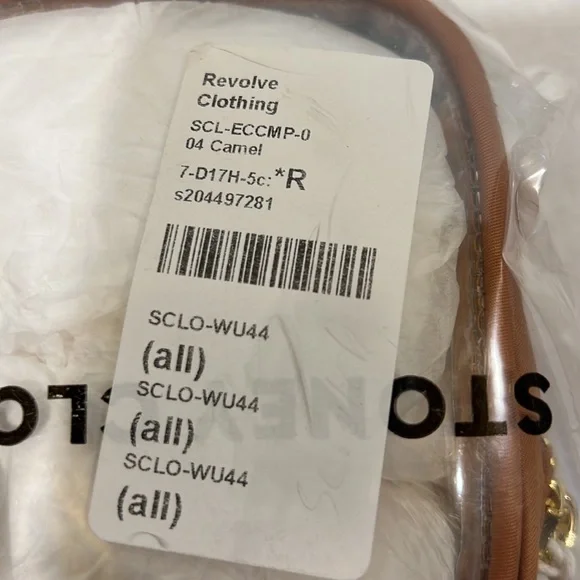 Revolve
Clothing
SCL-ECCMP-0
04 Camel
7-D17H-5c:*R
s204497281
SCLO-WU44
(all)
SCLO-WU44
(all)
SCLO-WU44
(all)
STONEYCLO